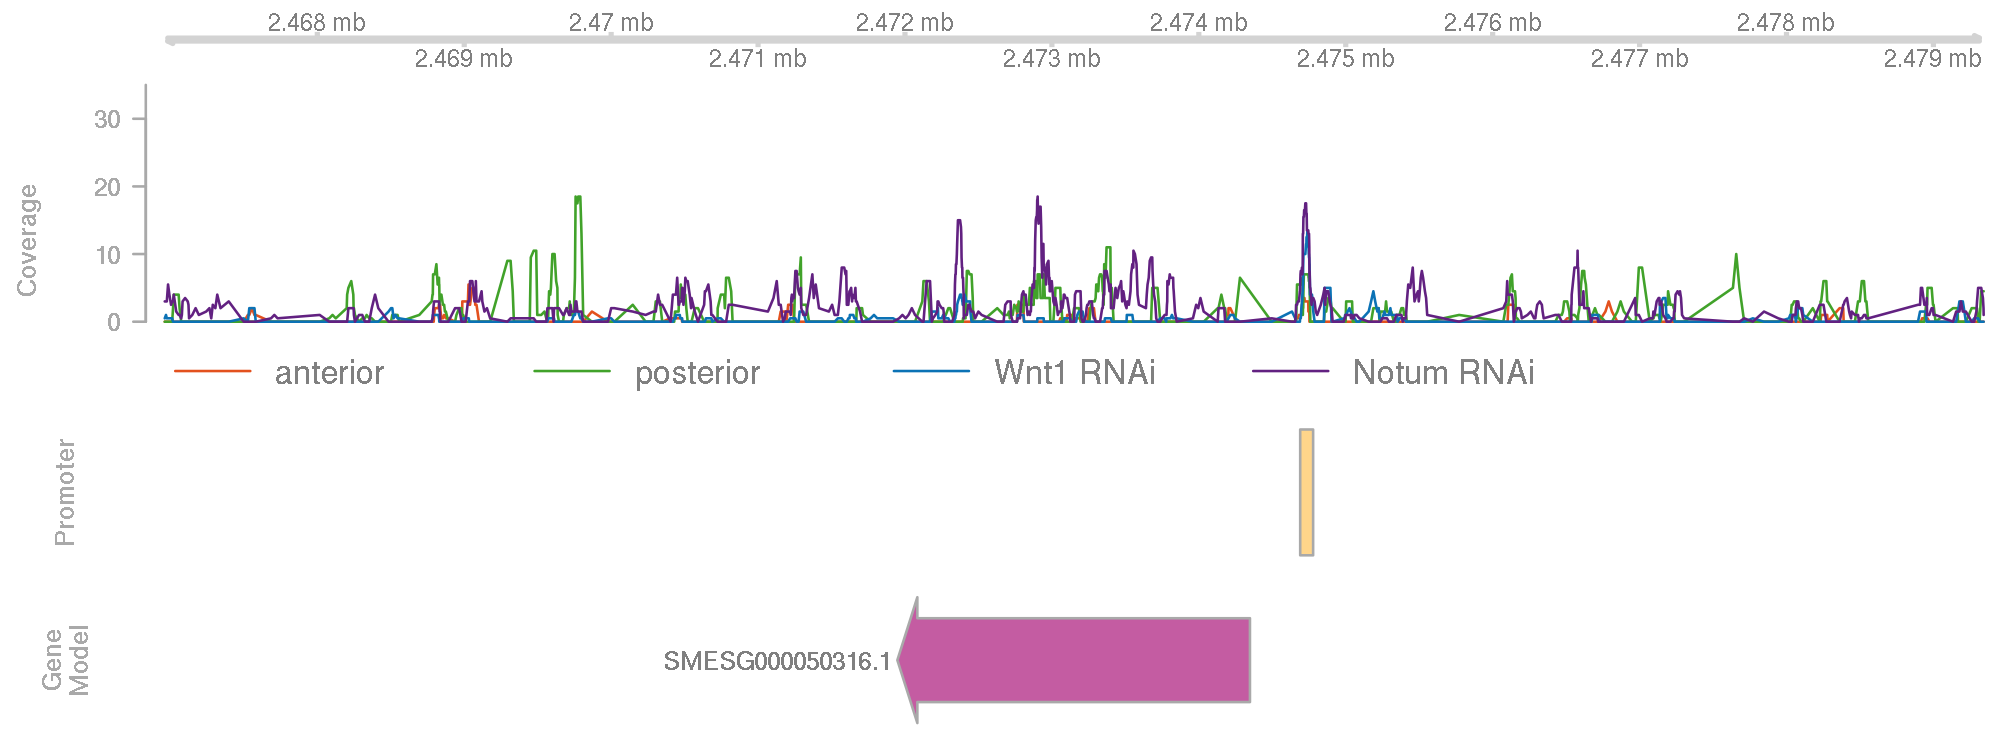 2.468 mb 2.47 mb 2.472 mb 2.474 mb 2.476 mb 2.478 mb
2.469 mb 2.471 mb 2.473 mb 2.475 mb 2.477 mb 2.479 mb
Coverage
30
20
10
0
anterior posterior Wnt1 RNAi Notum RNAi
Promoter
Gene
Model
SMESG000050316.1